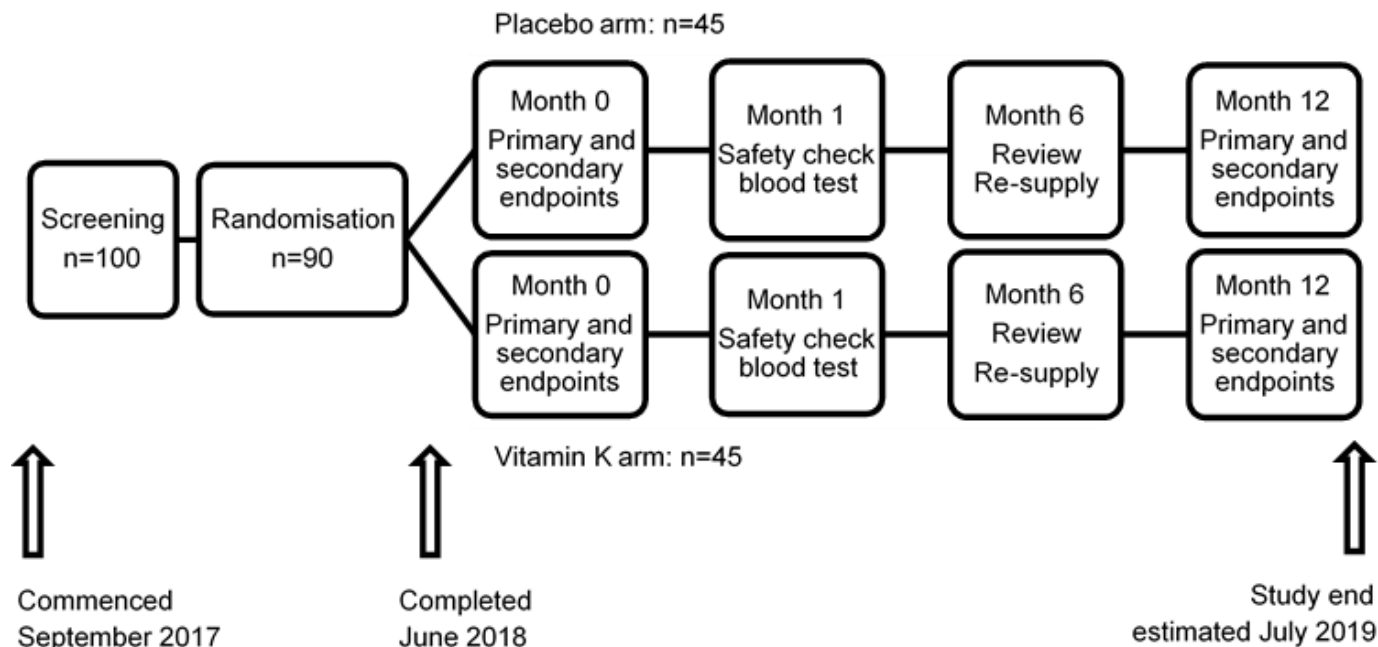 Placebo arm: n=45
Screening
n=100
Randomisation
n=90
Month 0
Primary and
secondary
endpoints
Month 1
Safety check
blood test
Month 6
Review
Re-supply
Month 12
Primary and
secondary
endpoints
Month 0
Primary and
secondary
endpoints
Month 1
Safety check
blood test
Month 6
Review
Re-supply
Month 12
Primary and
secondary
endpoints
Vitamin K arm: n=45
Commenced
September 2017
Completed
June 2018
Study end
estimated July 2019